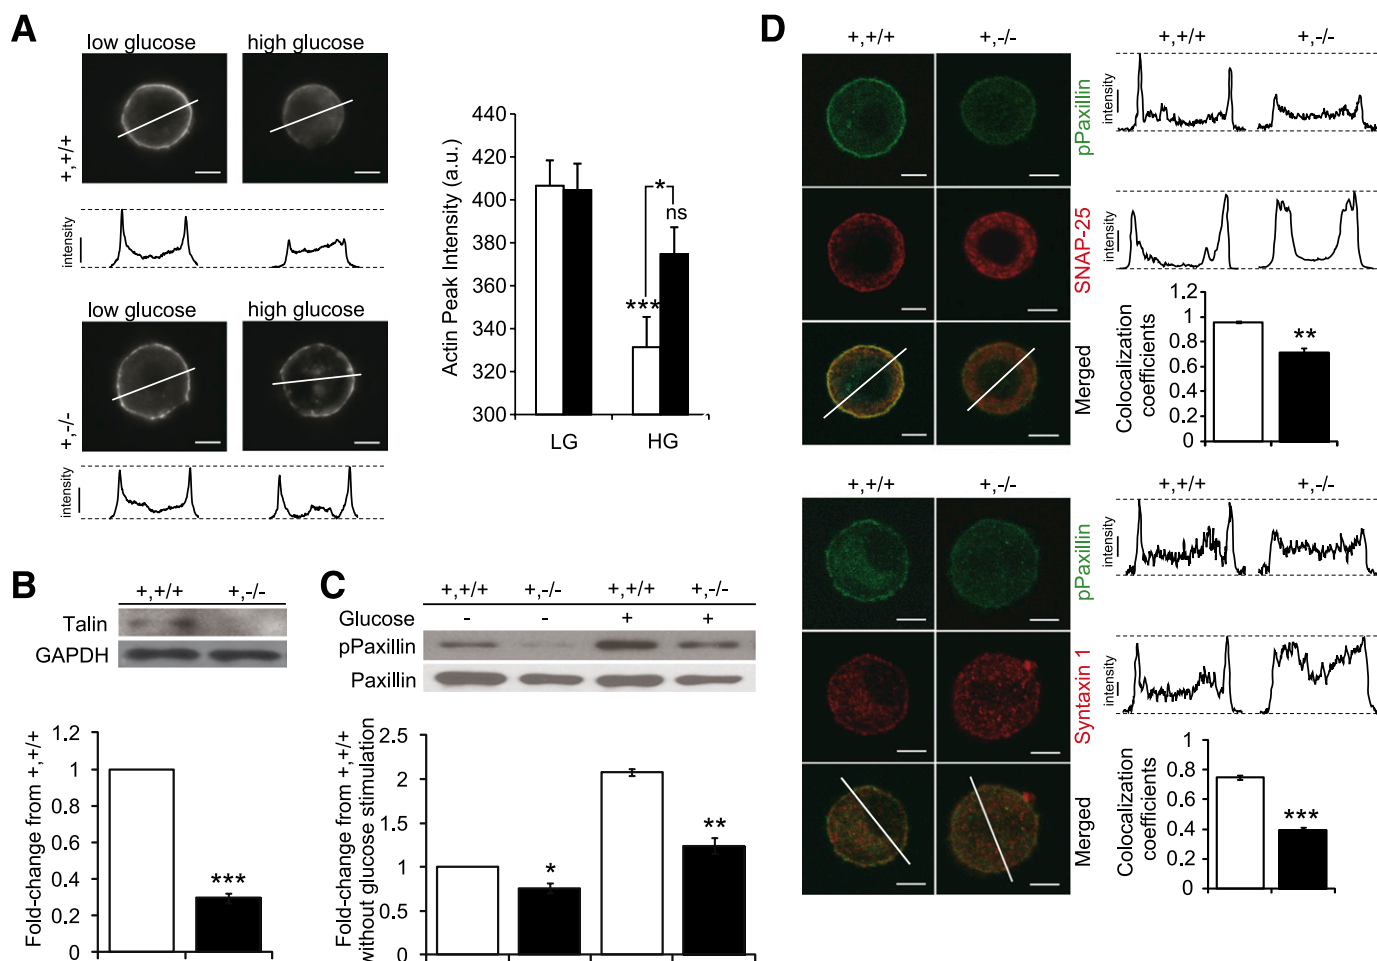 A
low glucose high glucose
+,+/+
intensity
low glucose high glucose
+,-/-
intensity
Actin Peak Intensity (a.u.)
440
420
400
380
360
340
320
300
*
ns
***
LG HG
B
+,+/+ +,-/-
Talin
GAPDH
Fold-change from +,+/+
1.2
1
0.8
0.6
0.4
0.2
0
***
C
+,+/+ +,-/- +,+/+ +,-/-
Glucose - - + +
pPaxillin
Paxillin
Fold-change from +,+/+
without glucose stimulation
2.5
2
1.5
1
0.5
0
*
**
D
+,+/+ +,-/-
pPaxillin
SNAP-25
Merged
+,+/+ +,-/-
intensity
intensity
Colocalization
coefficients
1.2
1
0.8
0.6
0.4
0.2
0
**
+,+/+ +,-/-
pPaxillin
Syntaxin 1
Merged
+,+/+ +,-/-
intensity
intensity
Colocalization
coefficients
1
0.8
0.6
0.4
0.2
0
***